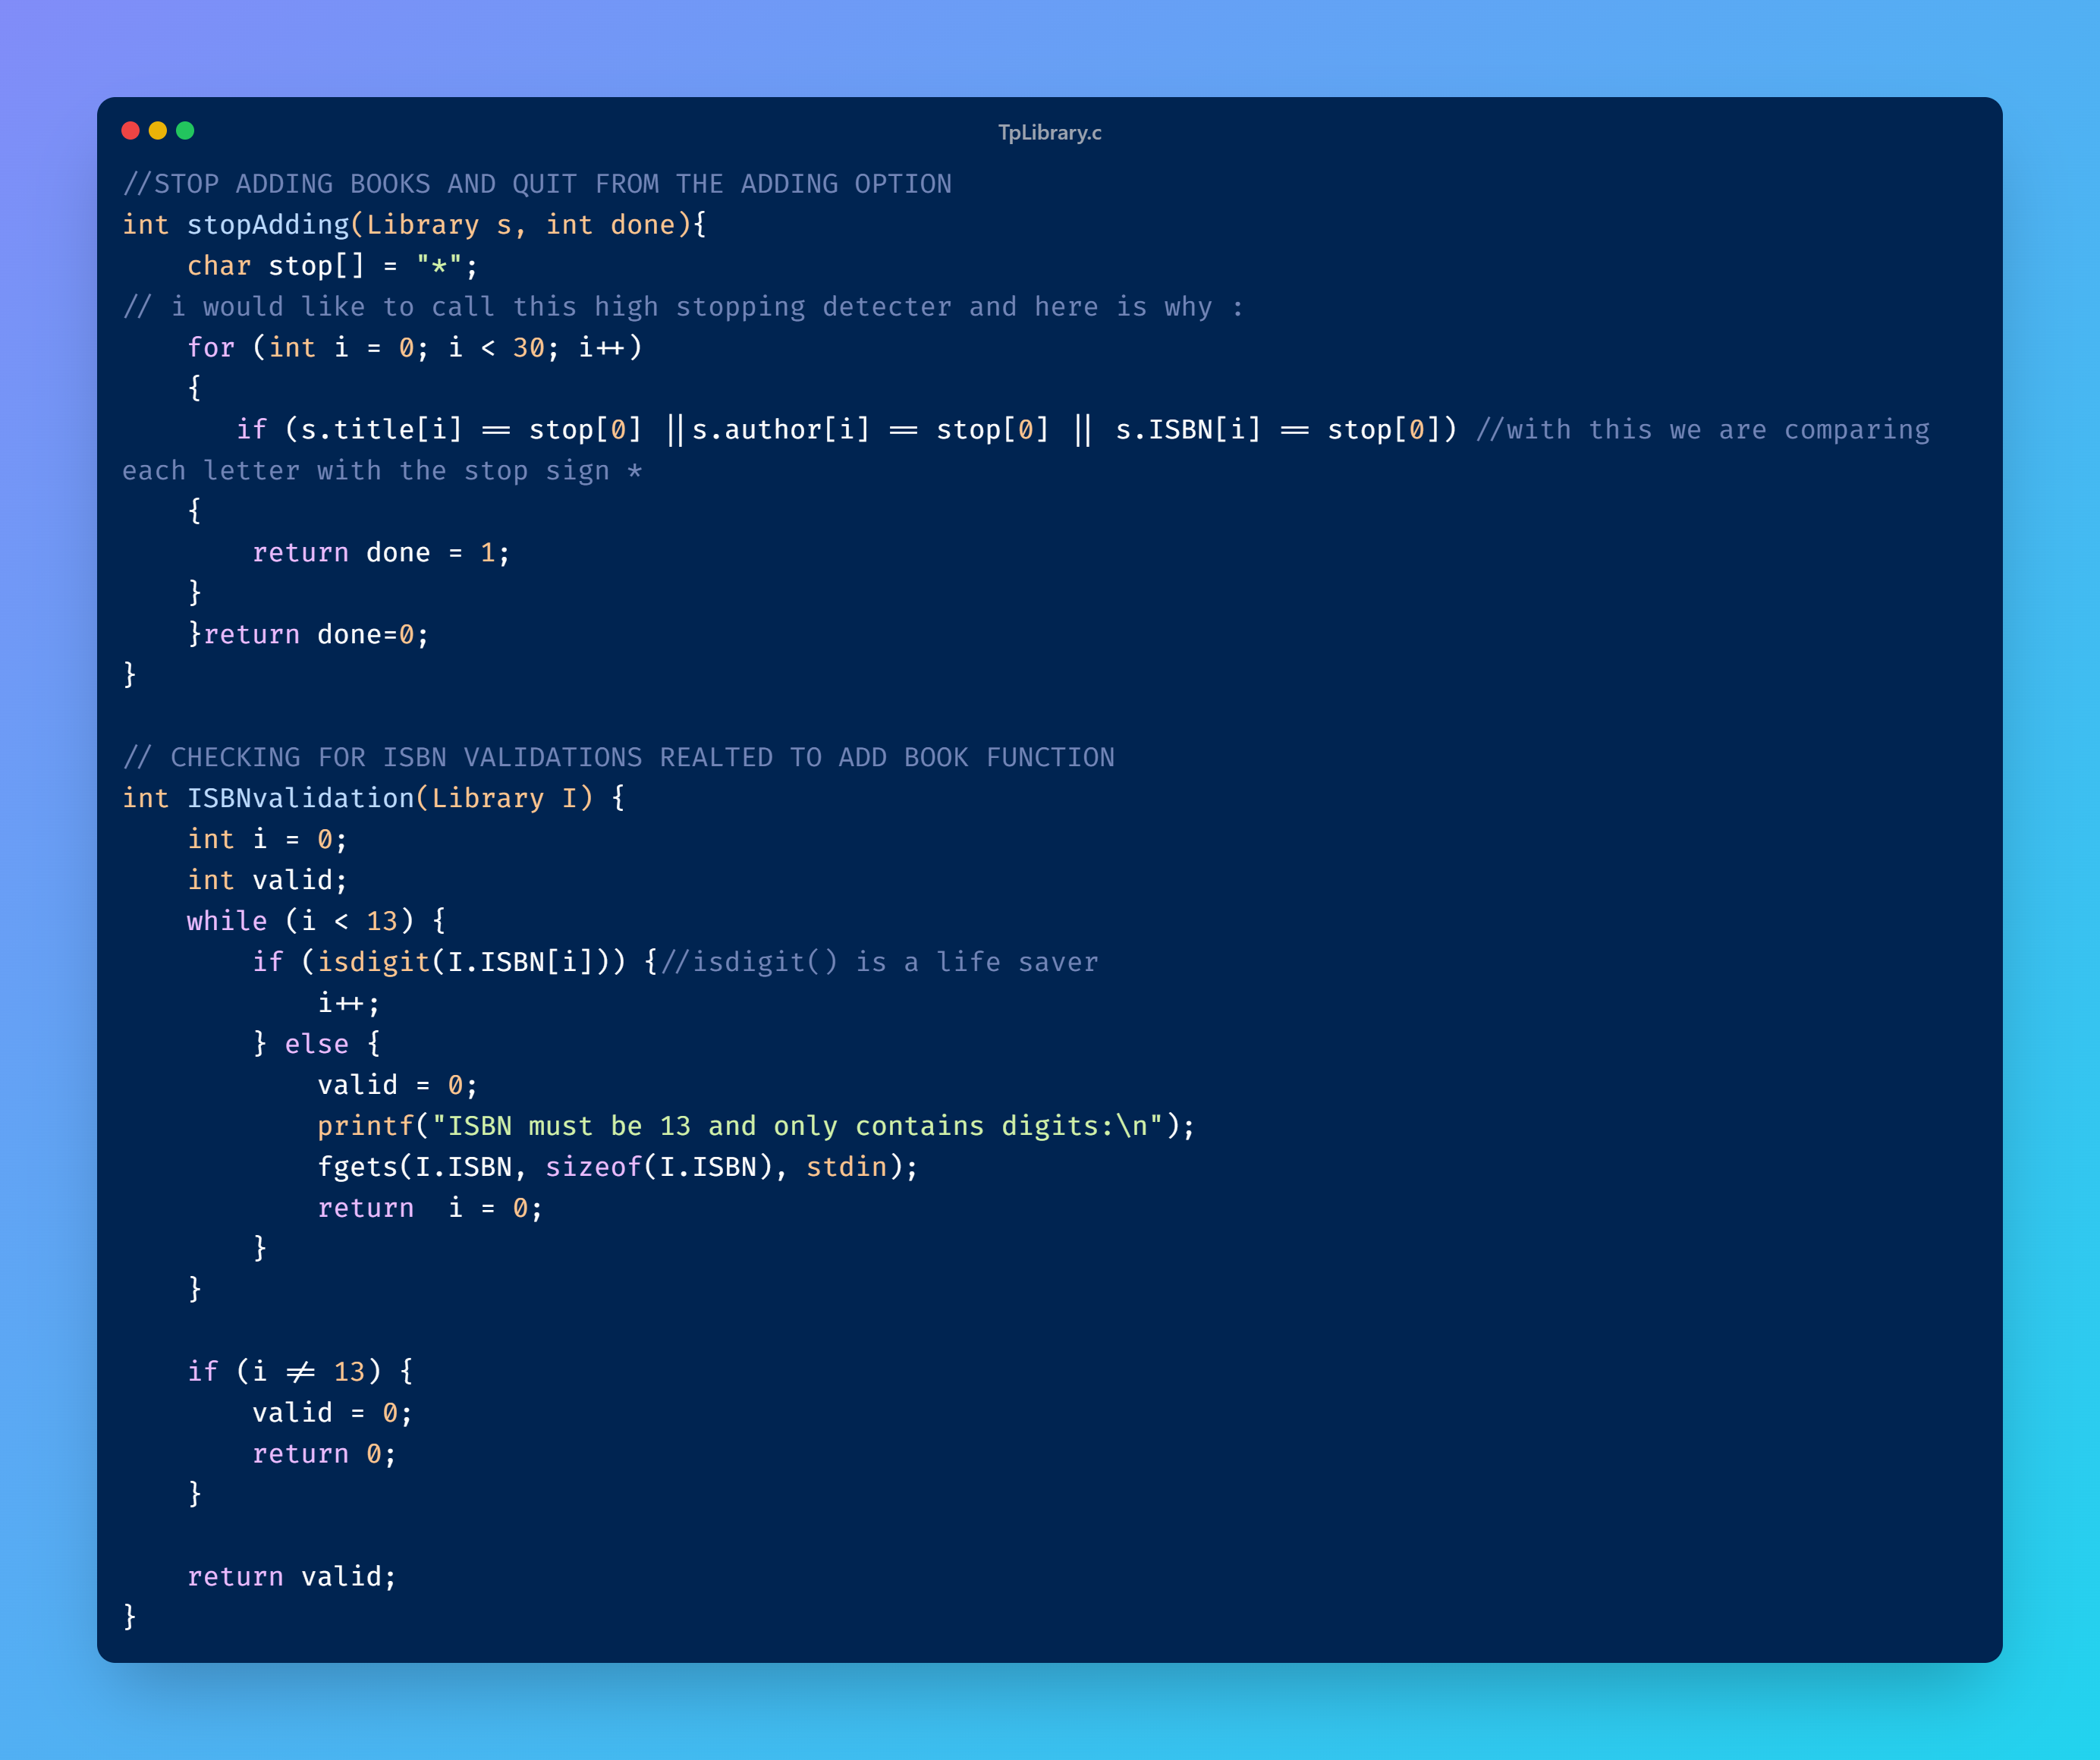 TpLibrary.c
//STOP ADDING BOOKS AND QUIT FROM THE ADDING OPTION
int stopAdding(Library s, int done){
    char stop[] = "*";
// i would like to call this high stopping detecter and here is why :
    for (int i = 0; i < 30; i++)
    {
       if (s.title[i] == stop[0] ||s.author[i] == stop[0] || s.ISBN[i] == stop[0]) //with this we are comparing
each letter with the stop sign *
    {
        return done = 1;
    }
    }return done=0;
}
// CHECKING FOR ISBN VALIDATIONS REALTED TO ADD BOOK FUNCTION
int ISBNvalidation(Library I) {
    int i = 0;
    int valid;
    while (i < 13) {
        if (isdigit(I.ISBN[i])) {//isdigit() is a life saver
            i++;
        } else {
            valid = 0;
            printf("ISBN must be 13 and only contains digits:\n");
            fgets(I.ISBN, sizeof(I.ISBN), stdin);
            return  i = 0;
        }
    }
    if (i != 13) {
        valid = 0;
        return 0;
    }
    return valid;
}